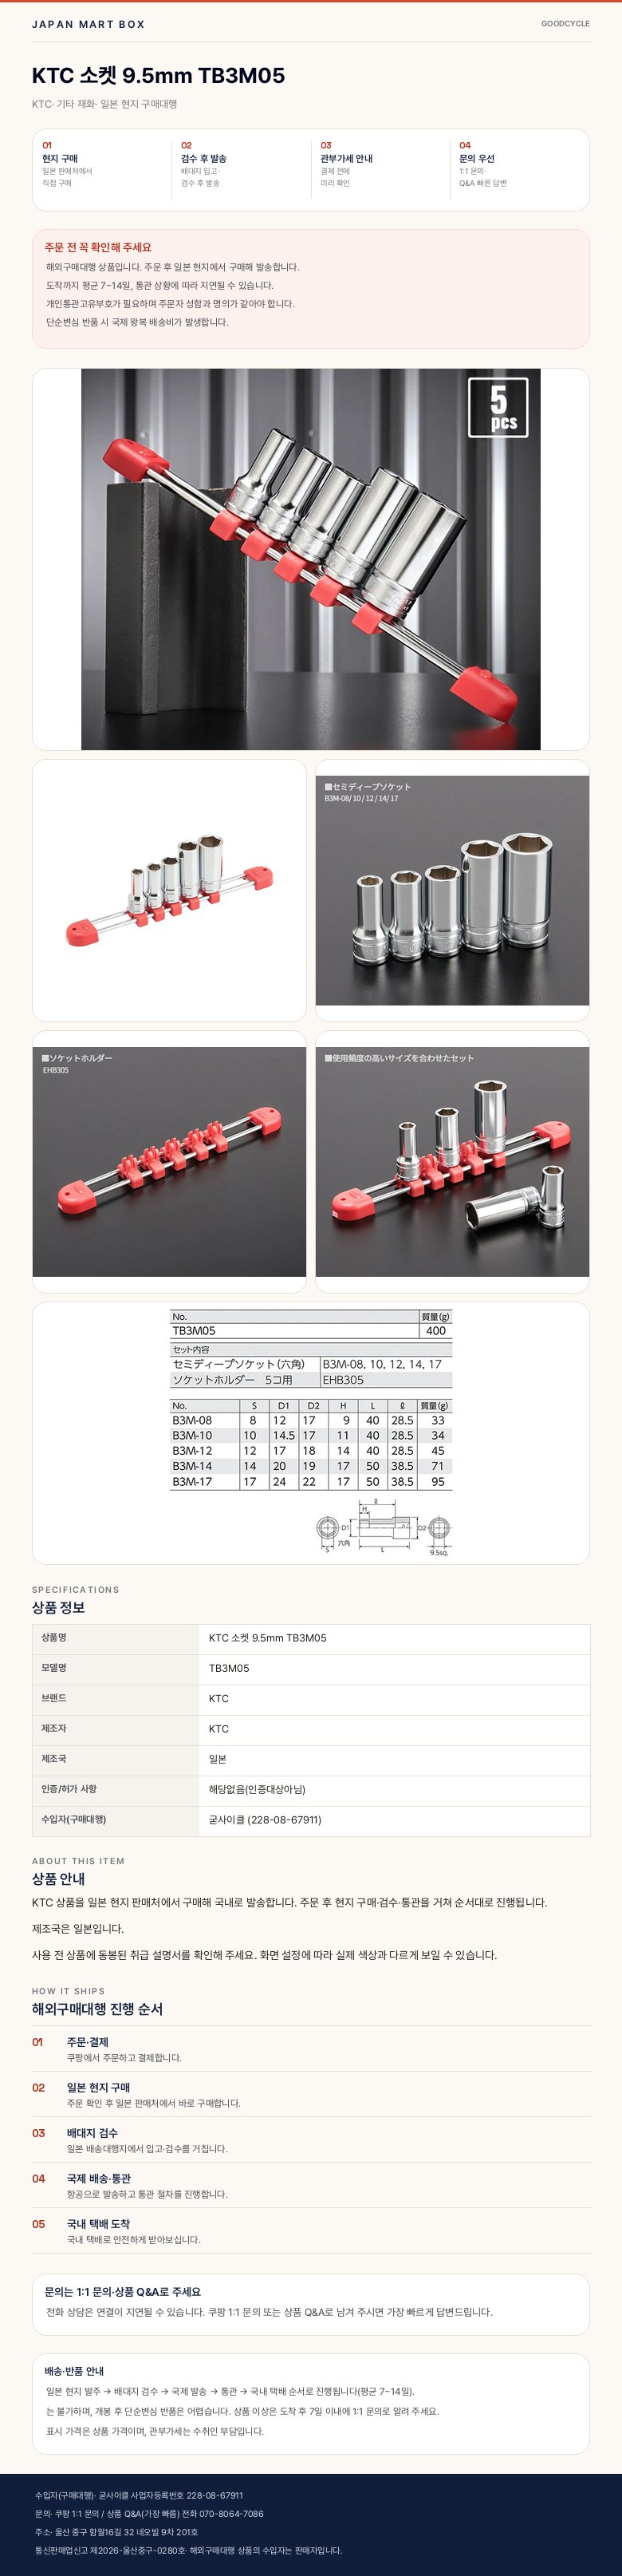 JAPAN MART BOX
GOODCYCLE
KTC 소켓 9.5mm TB3M05
KTC· 기타 재화· 일본 현지 구매대행
01
현지 구매
일본 판매처에서
직접 구매
02
검수 후 발송
배대지 입고·
검수 후 발송
03
관부가세 안내
결제 전에
미리 확인
04
문의 우선
1:1 문의·
Q&A 빠른 답변
주문 전 꼭 확인해 주세요
해외구매대행 상품입니다. 주문 후 일본 현지에서 구매해 발송합니다.
도착까지 평균 7~14일, 통관 상황에 따라 지연될 수 있습니다.
개인통관고유부호가 필요하며 주문자 성함과 명의가 같아야 합니다.
단순변심 반품 시 국제 왕복 배송비가 발생합니다.
5
pcs
■セミディープソケット
B3M-08/ 10 / 12 / 14/ 17
■ソケットホルダー
EHB305
■使用頻度の高いサイズを合わせたセット
No. 質量(g)
TB3M05 400
セット内容
セミディープソケット(六角) B3M-08, 10, 12, 14, 17
ソケットホルダー 5コ用 EHB305
No. S D1 D2 H L ℓ 質量(g)
B3M-08 8 12 17 9 40 28.5 33
B3M-10 10 14.5 17 11 40 28.5 34
B3M-12 12 17 18 14 40 28.5 45
B3M-14 14 20 19 17 50 38.5 71
B3M-17 17 24 22 17 50 38.5 95
ℓ
H
D1
D2
S
六角
L
9.5sq.
SPECIFICATIONS
상품 정보
상품명 KTC 소켓 9.5mm TB3M05
모델명 TB3M05
브랜드 KTC
제조자 KTC
제조국 일본
인증/허가 사항 해당없음(인증대상아님)
수입자(구매대행) 굳사이클 (228-08-67911)
ABOUT THIS ITEM
상품 안내
KTC 상품을 일본 현지 판매처에서 구매해 국내로 발송합니다. 주문 후 현지 구매·검수·통관을 거쳐 순서대로 진행됩니다.
제조국은 일본입니다.
사용 전 상품에 동봉된 취급 설명서를 확인해 주세요. 화면 설정에 따라 실제 색상과 다르게 보일 수 있습니다.
HOW IT SHIPS
해외구매대행 진행 순서
01 주문·결제
쿠팡에서 주문하고 결제합니다.
02 일본 현지 구매
주문 확인 후 일본 판매처에서 바로 구매합니다.
03 배대지 검수
일본 배송대행지에서 입고·검수를 거칩니다.
04 국제 배송·통관
항공으로 발송하고 통관 절차를 진행합니다.
05 국내 택배 도착
국내 택배로 안전하게 받아보십니다.
문의는 1:1 문의·상품 Q&A로 주세요
전화 상담은 연결이 지연될 수 있습니다. 쿠팡 1:1 문의 또는 상품 Q&A로 남겨 주시면 가장 빠르게 답변드립니다.
배송·반품 안내
일본 현지 발주 → 배대지 검수 → 국제 발송 → 통관 → 국내 택배 순서로 진행됩니다(평균 7~14일).
는 불가하며, 개봉 후 단순변심 반품은 어렵습니다. 상품 이상은 도착 후 7일 이내에 1:1 문의로 알려 주세요.
표시 가격은 상품 가격이며, 관부가세는 수취인 부담입니다.
수입자(구매대행)· 굳사이클 사업자등록번호 228-08-67911
문의· 쿠팡 1:1 문의 / 상품 Q&A(가장 빠름) 전화 070-8064-7086
주소· 울산 중구 함월16길 32 네오빌 9차 201호
통신판매업신고 제2026-울산중구-0280호· 해외구매대행 상품의 수입자는 판매자입니다.